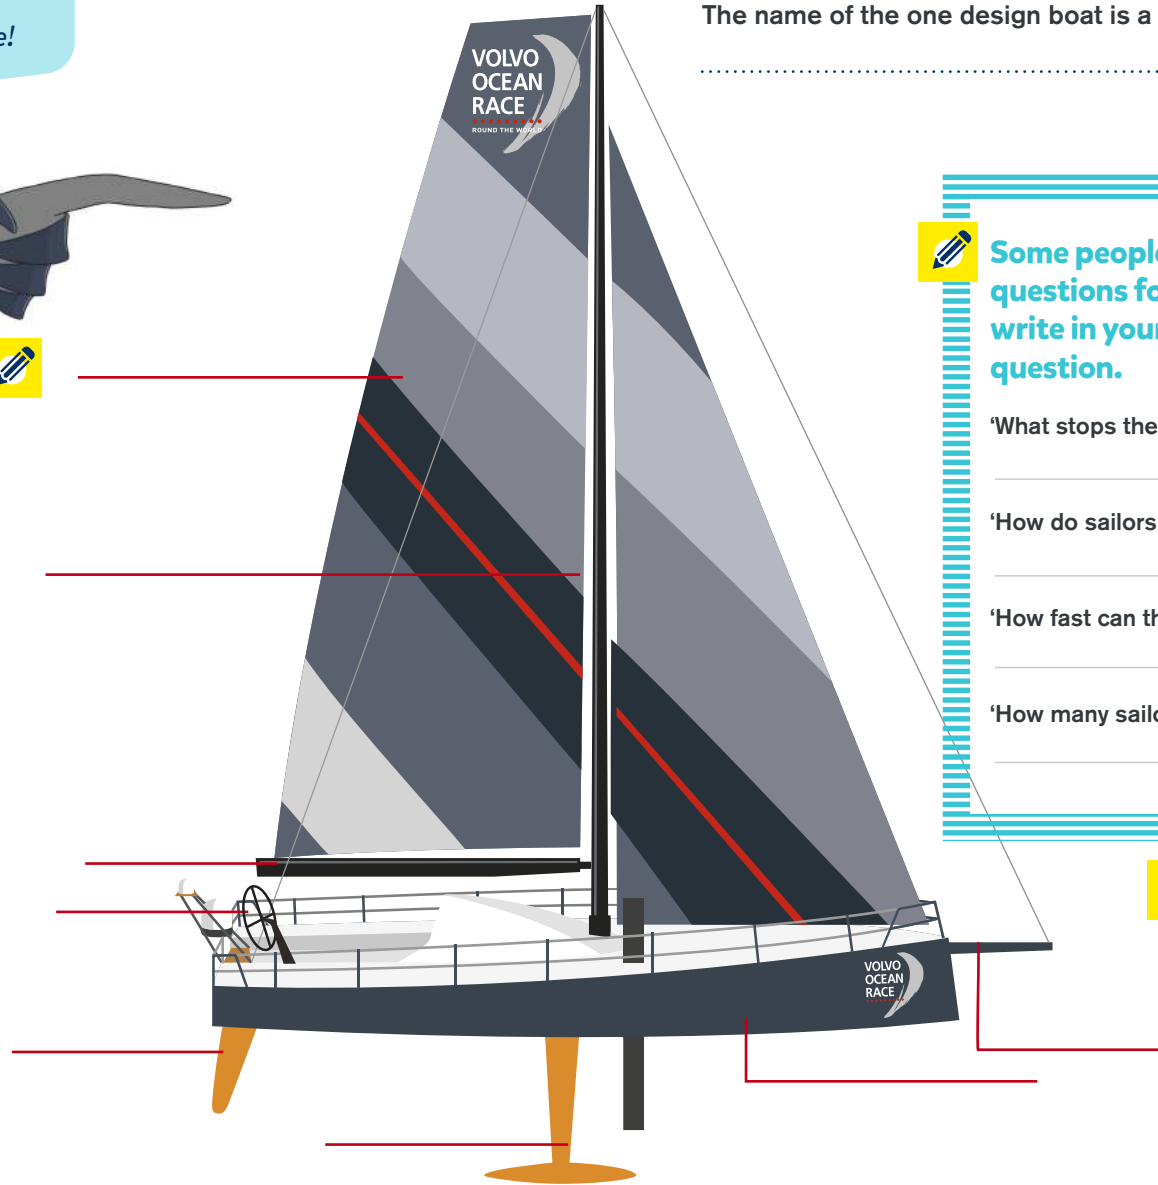 e!
The name of the one design boat is a
VOLVO
OCEAN
RACE
ROUND THE WORLD
Some people
questions fo
write in your
question.
‘What stops the
‘How do sailors
‘How fast can th
‘How many sailo
VOLVO
OCEAN
RACE